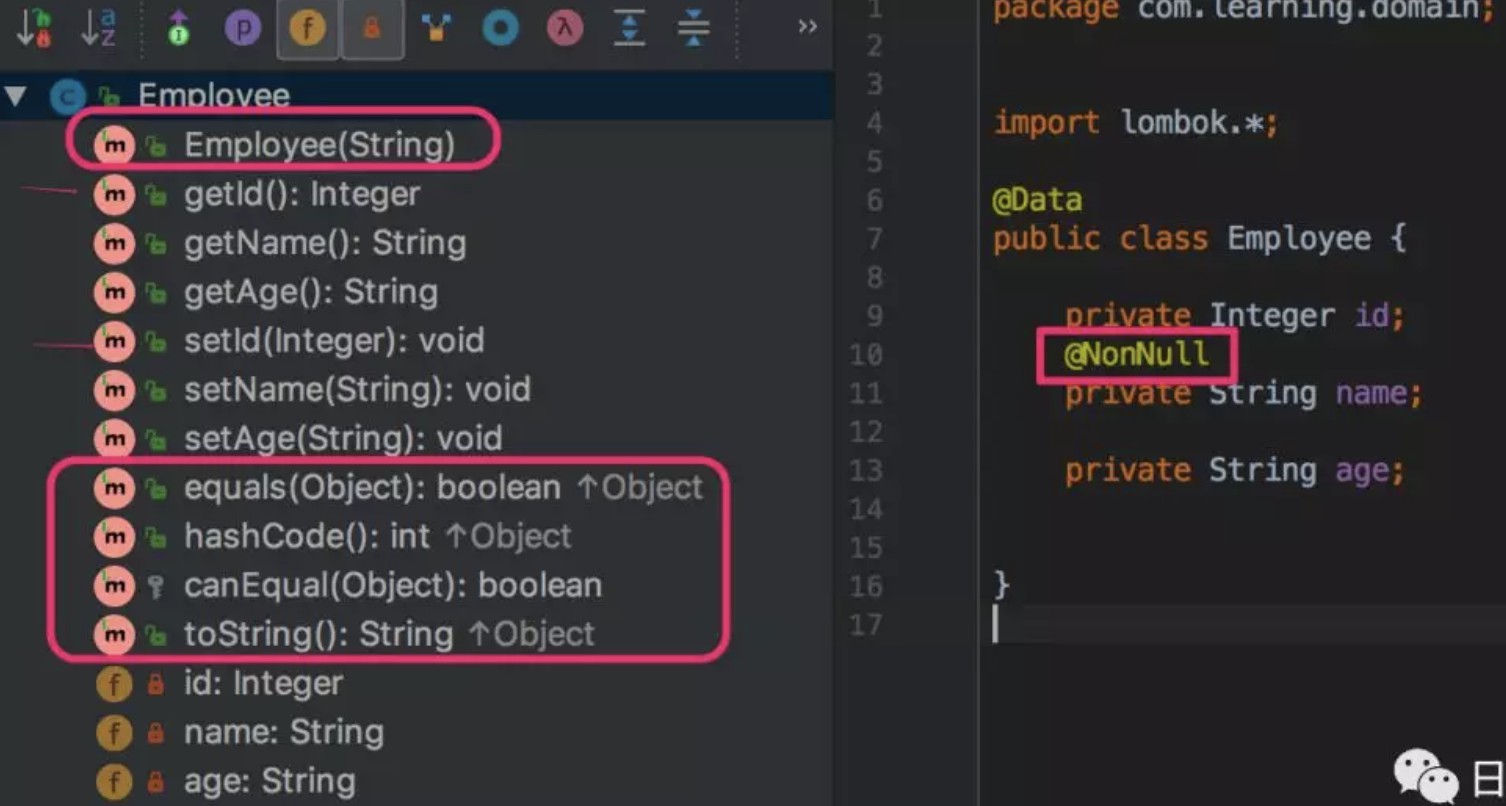 Employee
Employee(String)
getId(): Integer
getName(): String
getAge(): String
setId(Integer): void
setName(String): void
setAge(String): void
equals(Object): boolean ↑Object
hashCode(): int ↑Object
canEqual(Object): boolean
toString(): String ↑Object
id: Integer
name: String
age: String
1 package com.learning.domain;
2
3
4 import lombok.*;
5
6 @Data
7 public class Employee {
8
9 private Integer id;
10 @NonNull
11 private String name;
12
13 private String age;
14
15
16 }
17
日